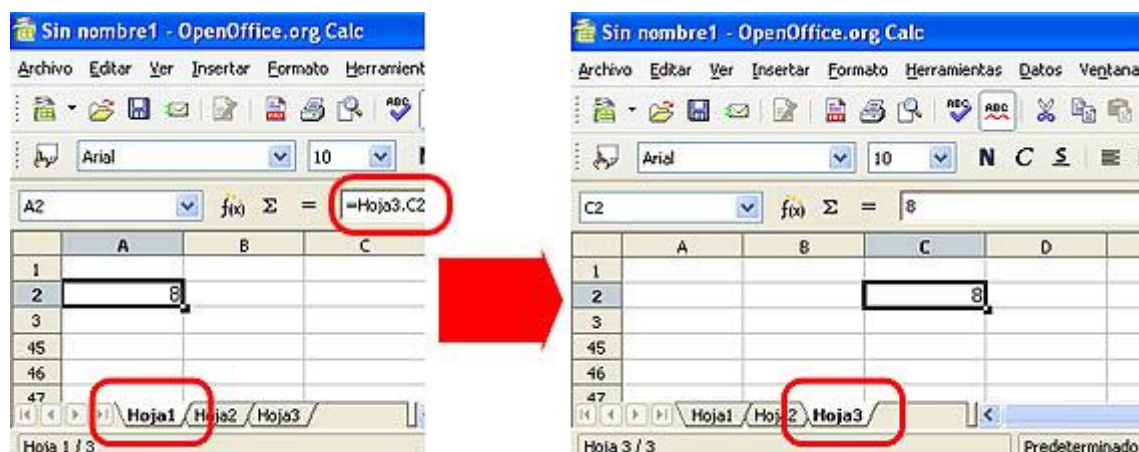 Sin nombre1 - OpenOffice.org Calc
Archivo Editar Ver Insertar Formato Herramient
ABC
Arial 10
A2 f(x) Σ = =Hoja3.C2
A B C
1
2 8
3
45
46
47
Hoja1 Hoja2 Hoja3
Hoja 1 / 3
Sin nombre1 - OpenOffice.org Calc
Archivo Editar Ver Insertar Formato Herramientas Datos Ventana
ABC ABC
Arial 10 N C S
C2 f(x) Σ = 8
A B C D
1
2 8
3
45
46
47
Hoja1 Hoja2 Hoja3
Hoja 3 / 3 Predeterminado